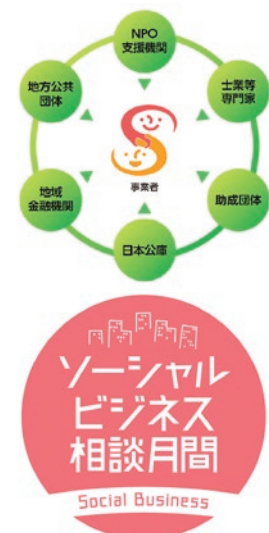 NPO
支援機関
地方公共
団体
士業等
専門家
事業者
地域
金融機関
助成団体
日本公庫
ソーシャル
ビジネス
相談月間
Social Business